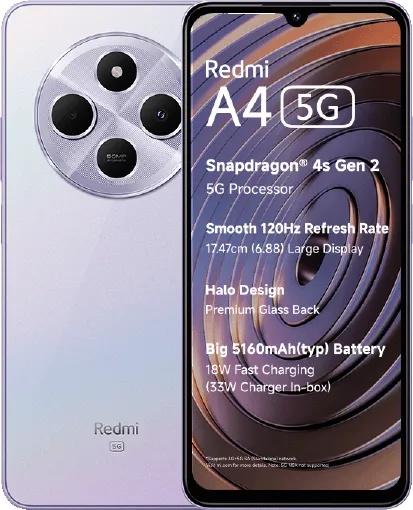 Redmi
A4 5G
Snapdragon® 4s Gen 2
5G Processor
Smooth 120Hz Refresh Rate
17.47cm (6.88) Large Display
Halo Design
Premium Glass Back
Big 5160mAh(typ) Battery
18W Fast Charging
(33W Charger In-box)
50MP
Redmi
5G